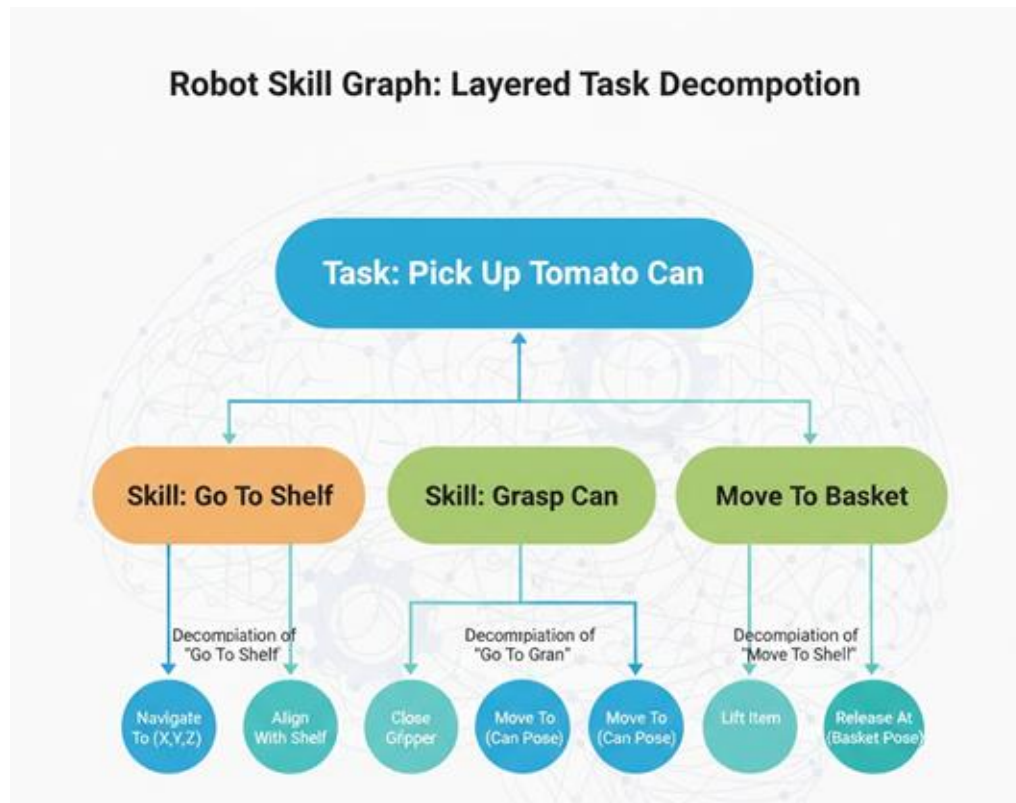 Robot Skill Graph: Layered Task Decompotion
Task: Pick Up Tomato Can
Skill: Go To Shelf
Skill: Grasp Can
Move To Basket
Decompiation of
"Go To Shelf
Decompiation of
"Go To Gran"
Decompiation of
"Move To Shell"
Navigate
To (X,Y,Z)
Align
With Shelf
Close
Gfipper
Move To
(Can Pose)
Move To
(Can Pose)
Lift Item
Release At
(Basket Pose)